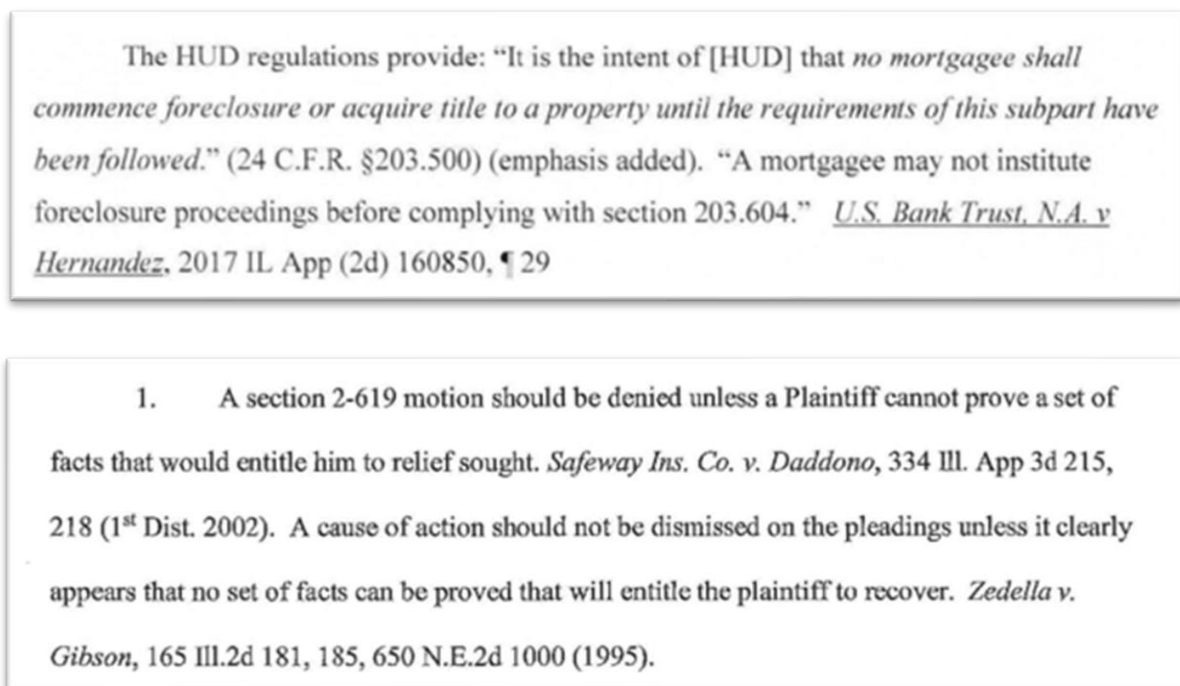 The HUD regulations provide: “It is the intent of [HUD] that no mortgagee shall
commence foreclosure or acquire title to a property until the requirements of this subpart have
been followed.” (24 C.F.R. §203.500) (emphasis added). “A mortgagee may not institute
foreclosure proceedings before complying with section 203.604.” U.S. Bank Trust, N.A. v
Hernandez, 2017 IL App (2d) 160850, ¶ 29
1. A section 2-619 motion should be denied unless a Plaintiff cannot prove a set of
facts that would entitle him to relief sought. Safeway Ins. Co. v. Daddono, 334 Ill. App 3d 215,
218 (1st Dist. 2002). A cause of action should not be dismissed on the pleadings unless it clearly
appears that no set of facts can be proved that will entitle the plaintiff to recover. Zedella v.
Gibson, 165 Ill.2d 181, 185, 650 N.E.2d 1000 (1995).